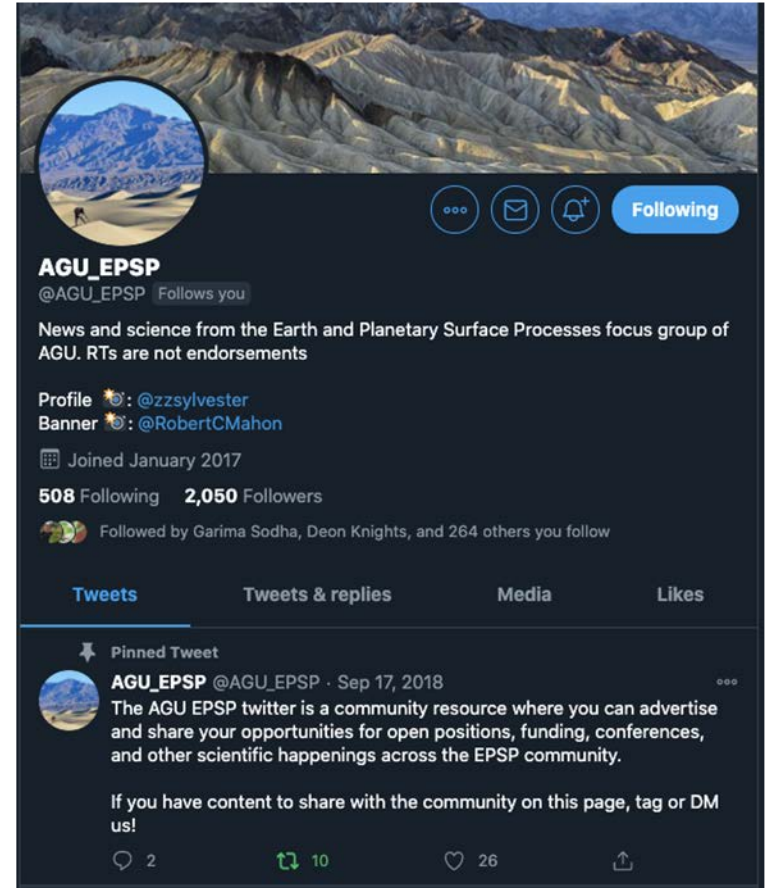 Following
AGU_EPSP
@AGU_EPSP Follows you
News and science from the Earth and Planetary Surface Processes focus group of
AGU. RTs are not endorsements
Profile 📸: @zzsylvester
Banner 📸: @RobertCMahon
Joined January 2017
508 Following 2,050 Followers
Followed by Garima Sodha, Deon Knights, and 264 others you follow
Tweets Tweets & replies Media Likes
Pinned Tweet
AGU_EPSP @AGU_EPSP · Sep 17, 2018
The AGU EPSP twitter is a community resource where you can advertise
and share your opportunities for open positions, funding, conferences,
and other scientific happenings across the EPSP community.
If you have content to share with the community on this page, tag or DM
us!
2 10 26